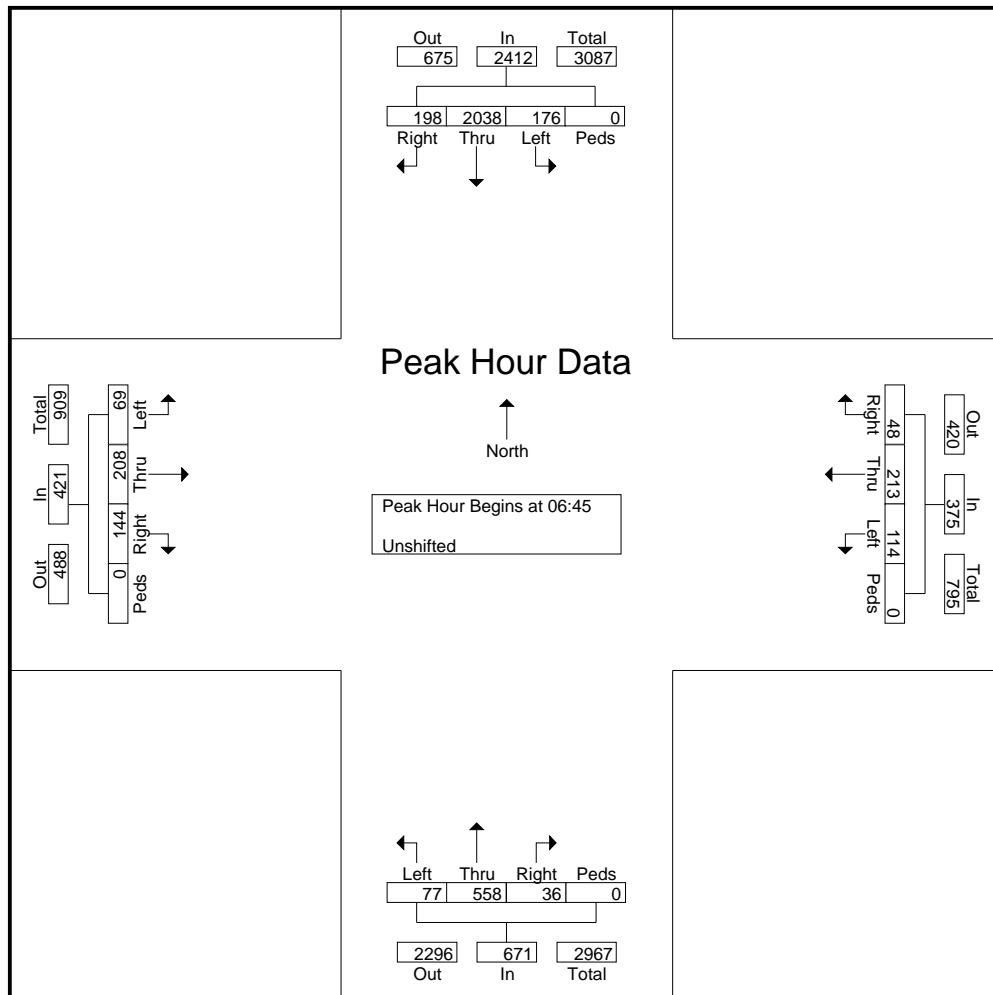 Out In Total
675 2412 3087
198 2038 176 0
Right Thru Left Peds
Peak Hour Data
North
Peak Hour Begins at 06:45
Unshifted
Total In Out
909 421 488
69 208 144 0
Left Thru Right Peds
Out In Total
420 375 795
48 213 114 0
Right Thru Left Peds
Left Thru Right Peds
77 558 36 0
2296 671 2967
Out In Total